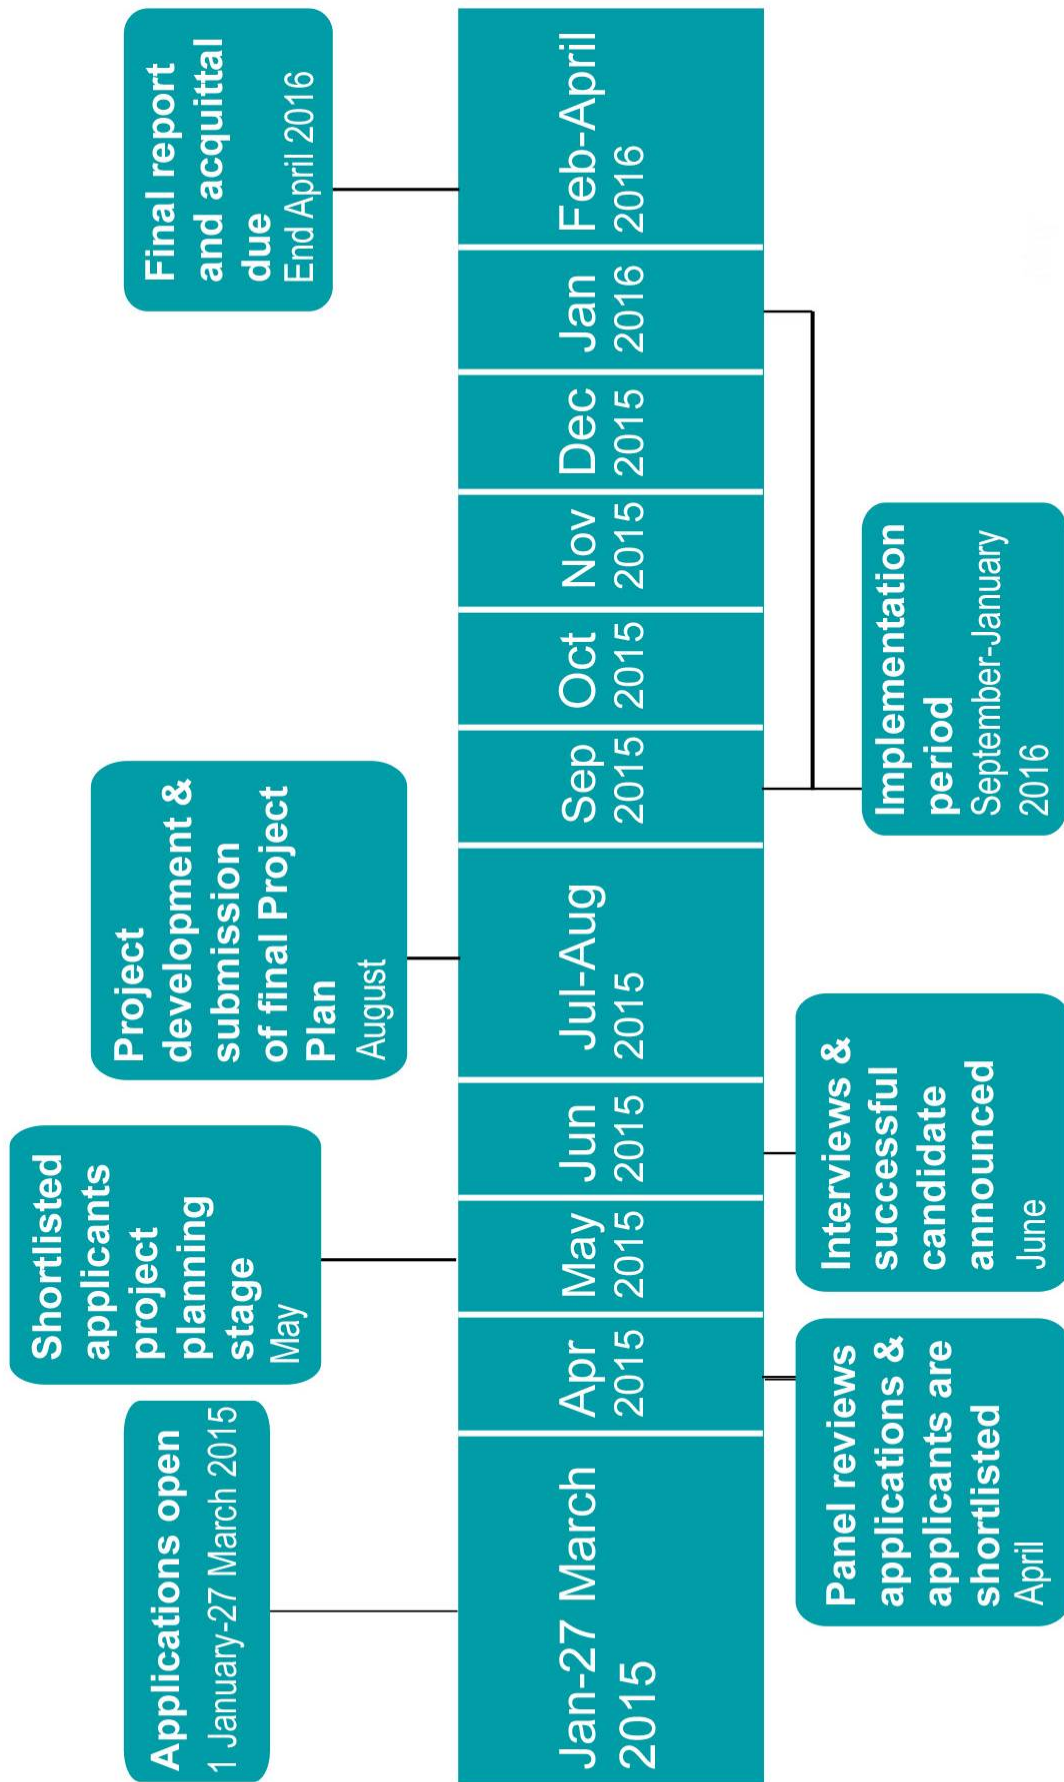 Applications open
1 January-27 March 2015
Shortlisted
applicants
project
planning
stage
May
Project
development &
submission
of final Project
Plan
August
Final report
and acquittal
due
End April 2016
Jan-27 March
2015
Apr
2015
May
2015
Jun
2015
Jul-Aug
2015
Sep
2015
Oct
2015
Nov
2015
Dec
2015
Jan
2016
Feb-April
2016
Panel reviews
applications &
applicants are
shortlisted
April
Interviews &
successful
candidate
announced
June
Implementation
period
September-January
2016